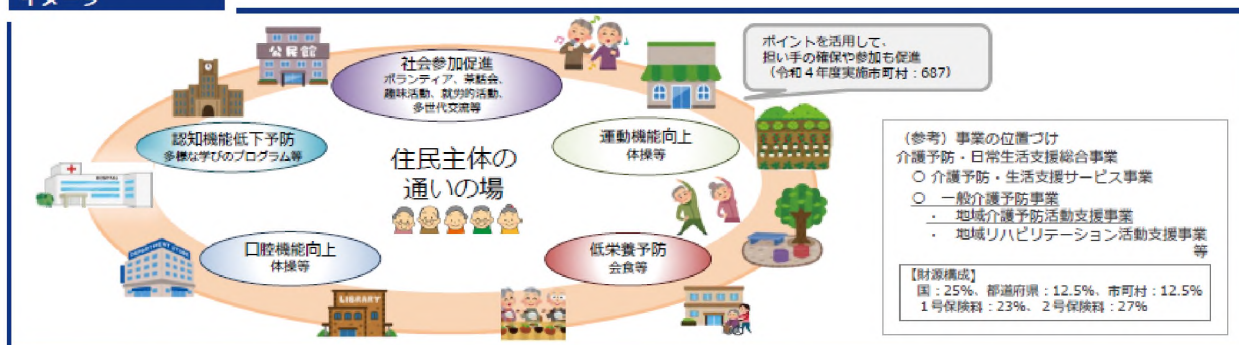 イメージ
公民館
社会参加促進
ボランティア、茶話会、
趣味活動、就労的活動、
多世代交流等
ポイントを活用して、
担い手の確保や参加も促進
(令和4年度実施市町村:687)
認知機能低下予防
多様な学びのプログラム等
運動機能向上
体操等
住民主体の
通いの場
HOSPITAL
口腔機能向上
体操等
低栄養予防
会食等
DEPARTMENT STORE
LIBRARY
(参考)事業の位置づけ
介護予防・日常生活支援総合事業
○ 介護予防・生活支援サービス事業
○ 一般介護予防事業
・ 地域介護予防活動支援事業
・ 地域リハビリテーション活動支援事業
等
【財源構成】
国:25%、都道府県:12.5%、市町村:12.5%
1号保険料:23%、2号保険料:27%